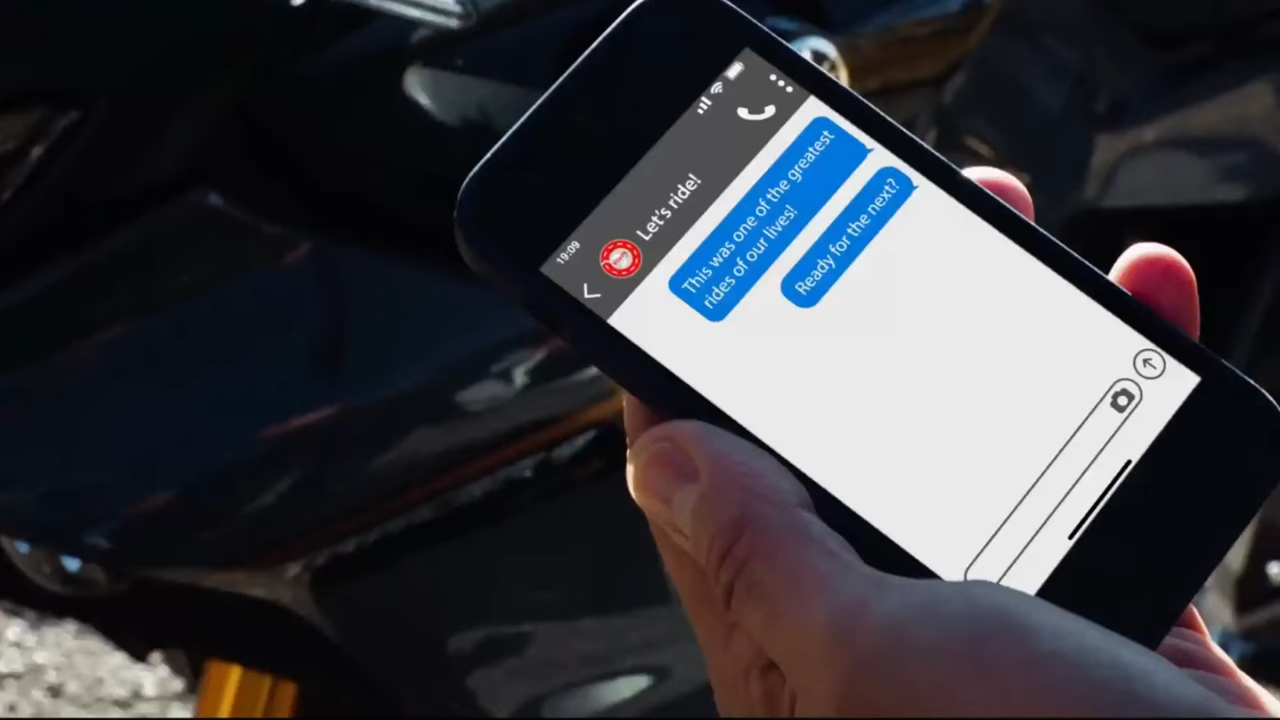 19:09
Let's ride!
This was one of the greatest
rides of our lives!
Ready for the next?